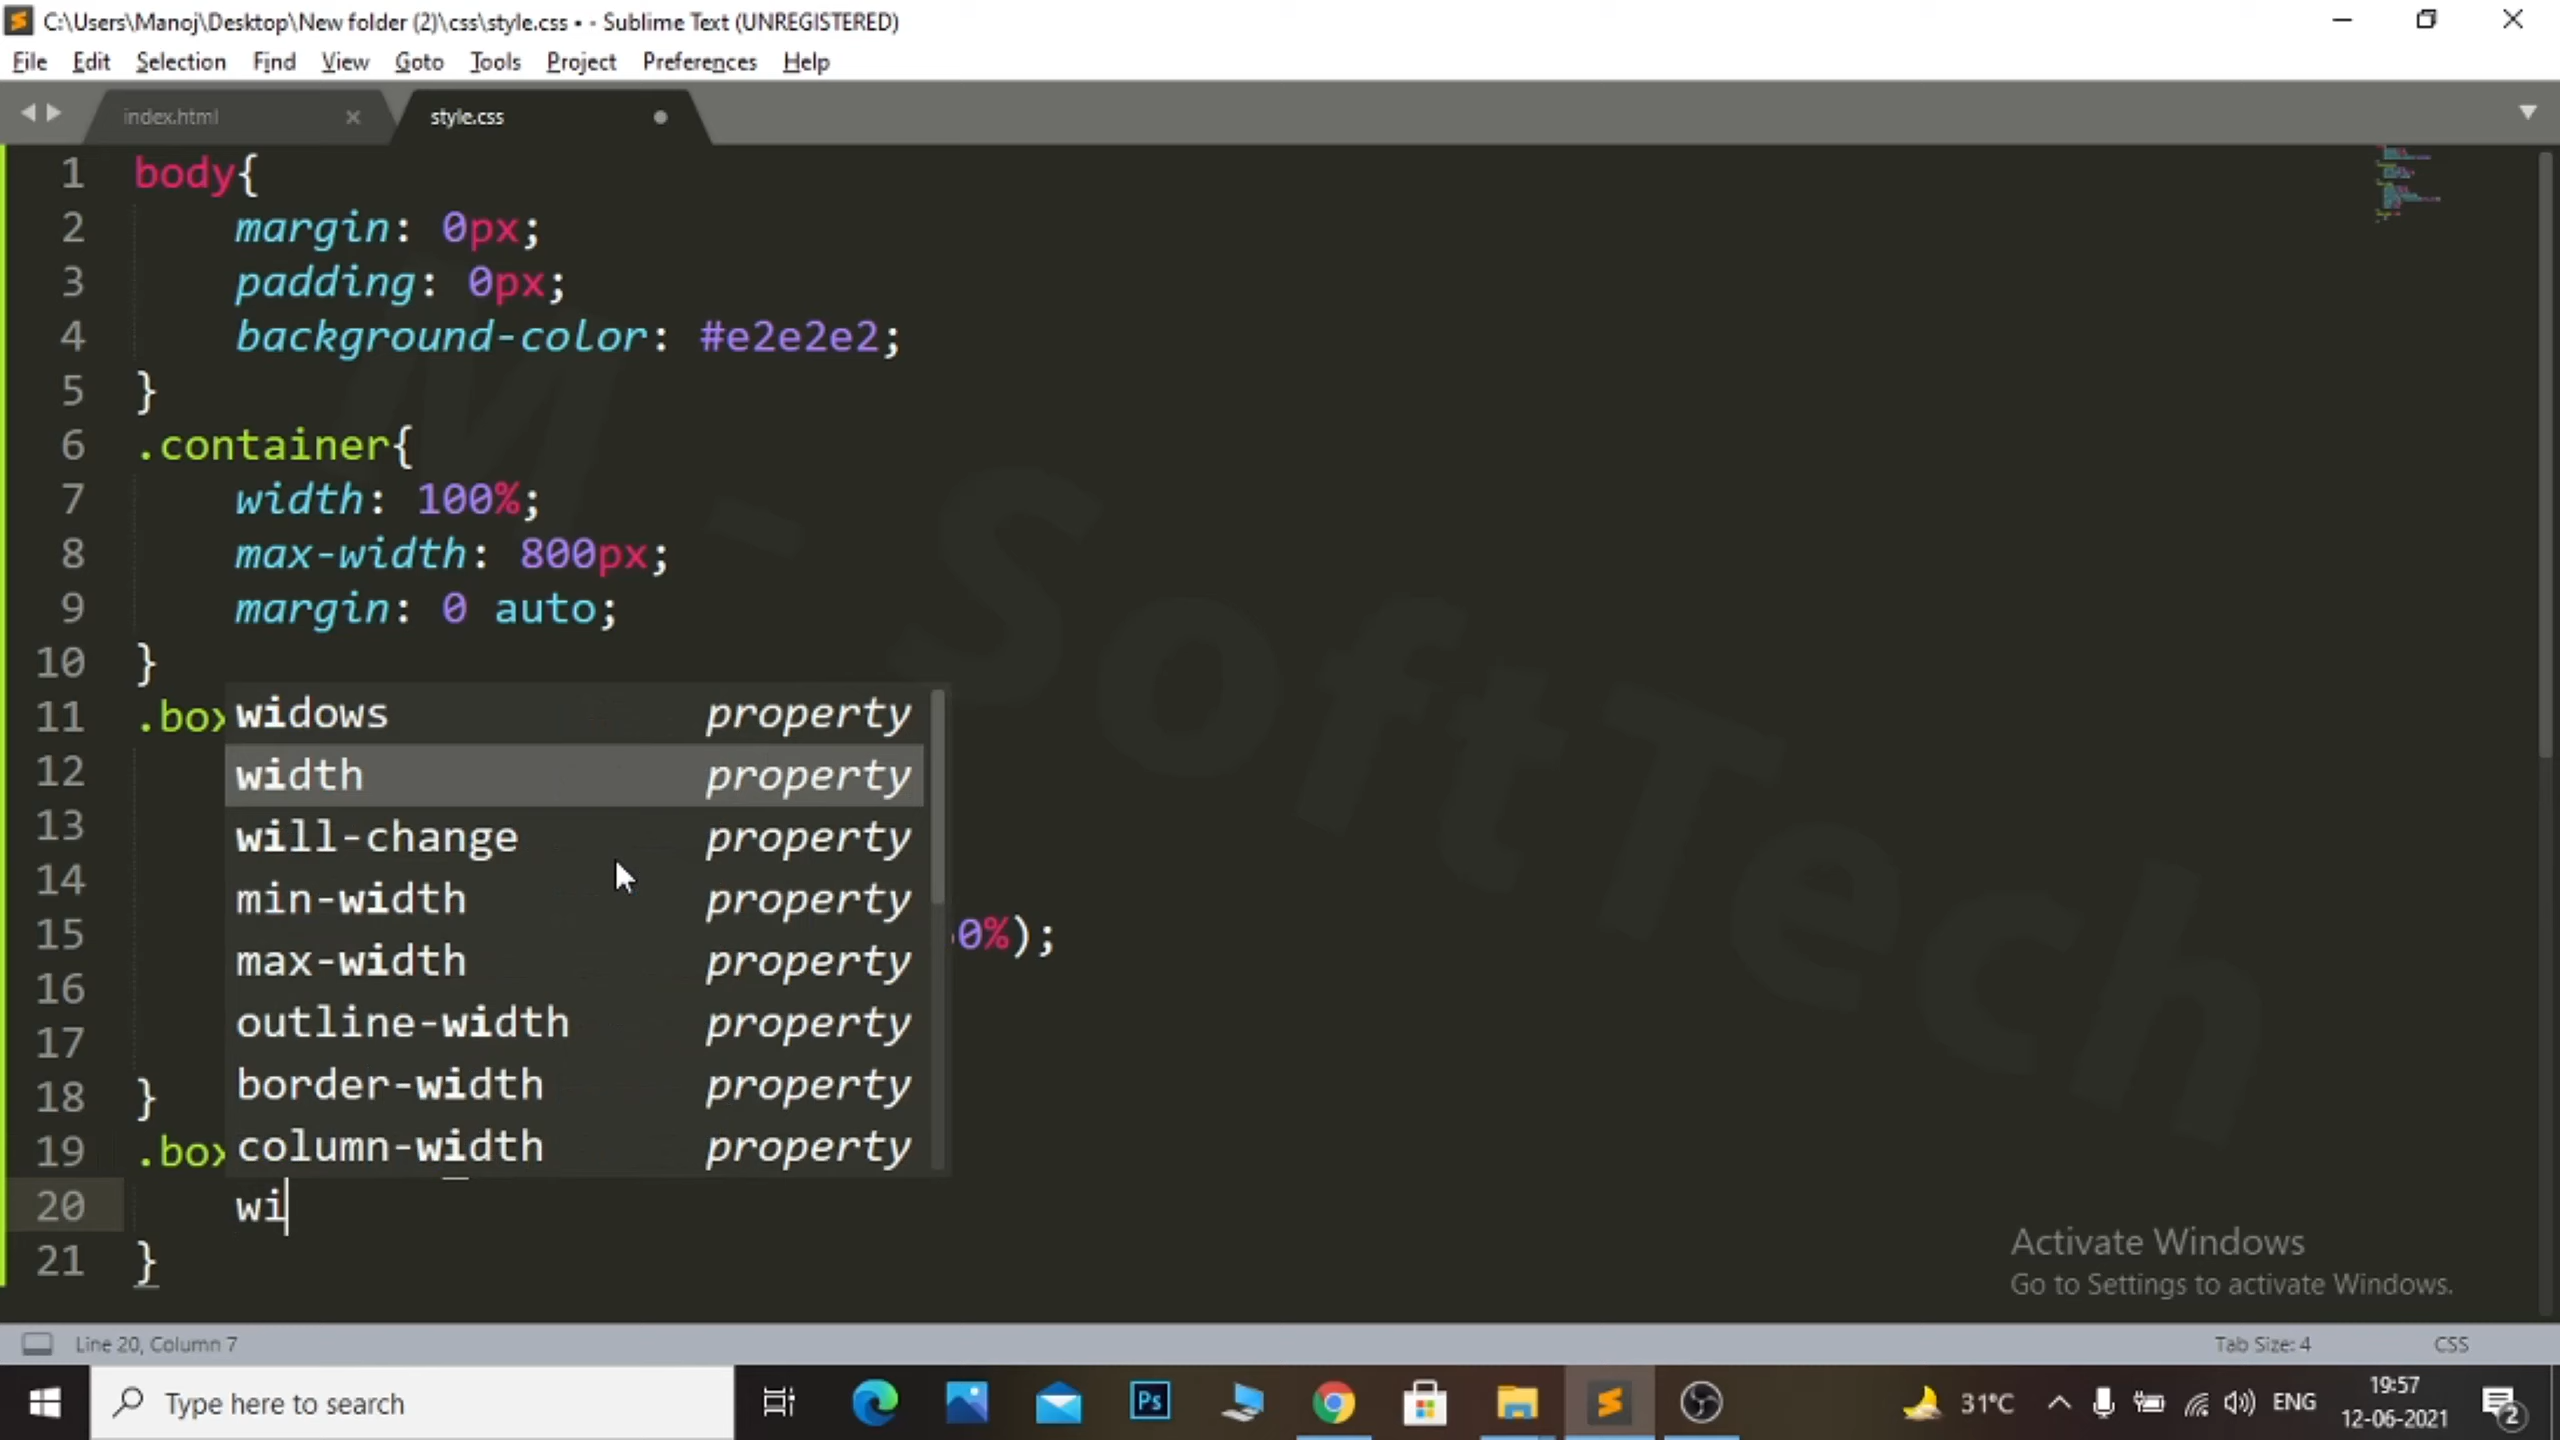 C:\Users\Manoj\Desktop\New folder (2)\css\style.css • - Sublime Text (UNREGISTERED)
File Edit Selection Find View Goto Tools Project Preferences Help
index.html style.css
1 body{
2 margin: 0px;
3 padding: 0px;
4 background-color: #e2e2e2;
5 }
6 .container{
7 width: 100%;
8 max-width: 800px;
9 margin: 0 auto;
10 }
11 .box
widows property
12
width property
13
will-change property
14
min-width property
15 0%);
max-width property
16
outline-width property
17
border-width property
18 }
column-width property
19 .box
20 wi
21 }
M - SoftTech
Activate Windows
Go to Settings to activate Windows.
Line 20, Column 7 Tab Size: 4 CSS
Type here to search Ps 31°C ENG 19:57
12-06-2021 2